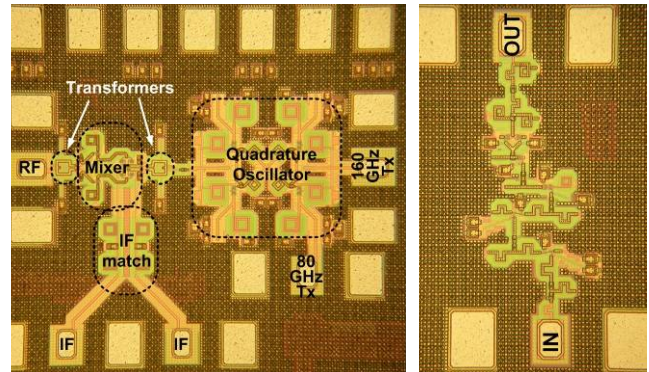 Transformers
RF
Mixer
Quadrature
Oscillator
160
GHz
Tx
IF
match
80
GHz
Tx
IF
IF
OUT
IN